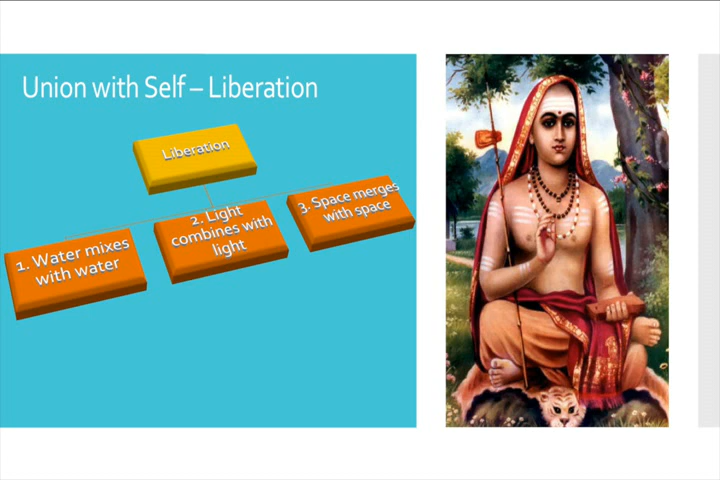 Union with Self – Liberation
Liberation
1. Water mixes
with water
2. Light
combines with
light
3. Space merges
with space